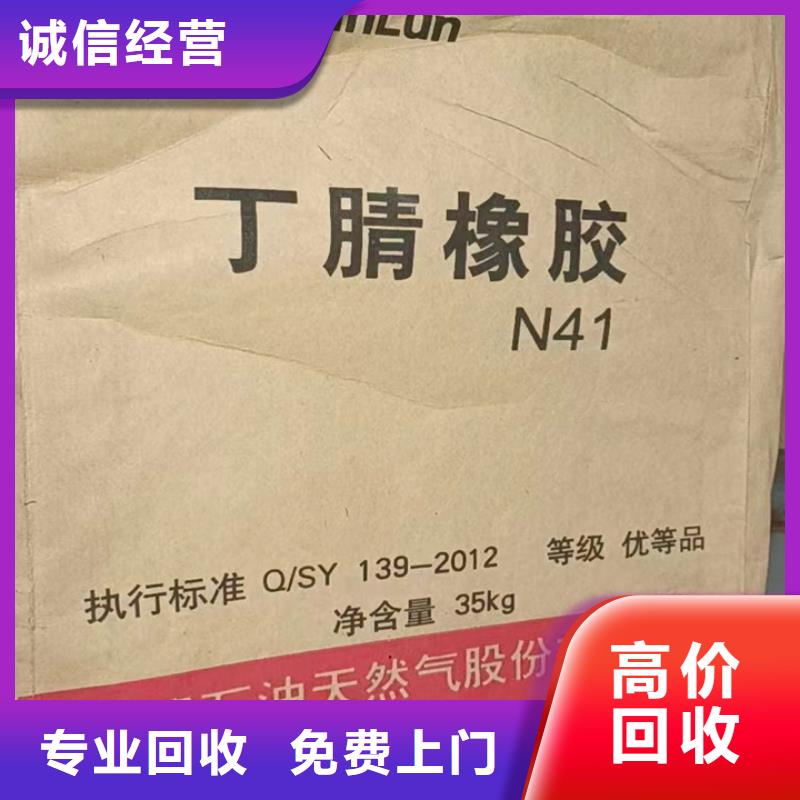 诚信经营
丁腈橡胶
N41
执行标准 Q/SY 139-2012 等级 优等品
净含量 35kg
石油天然气股份
高价
回收
专业回收 免费上门